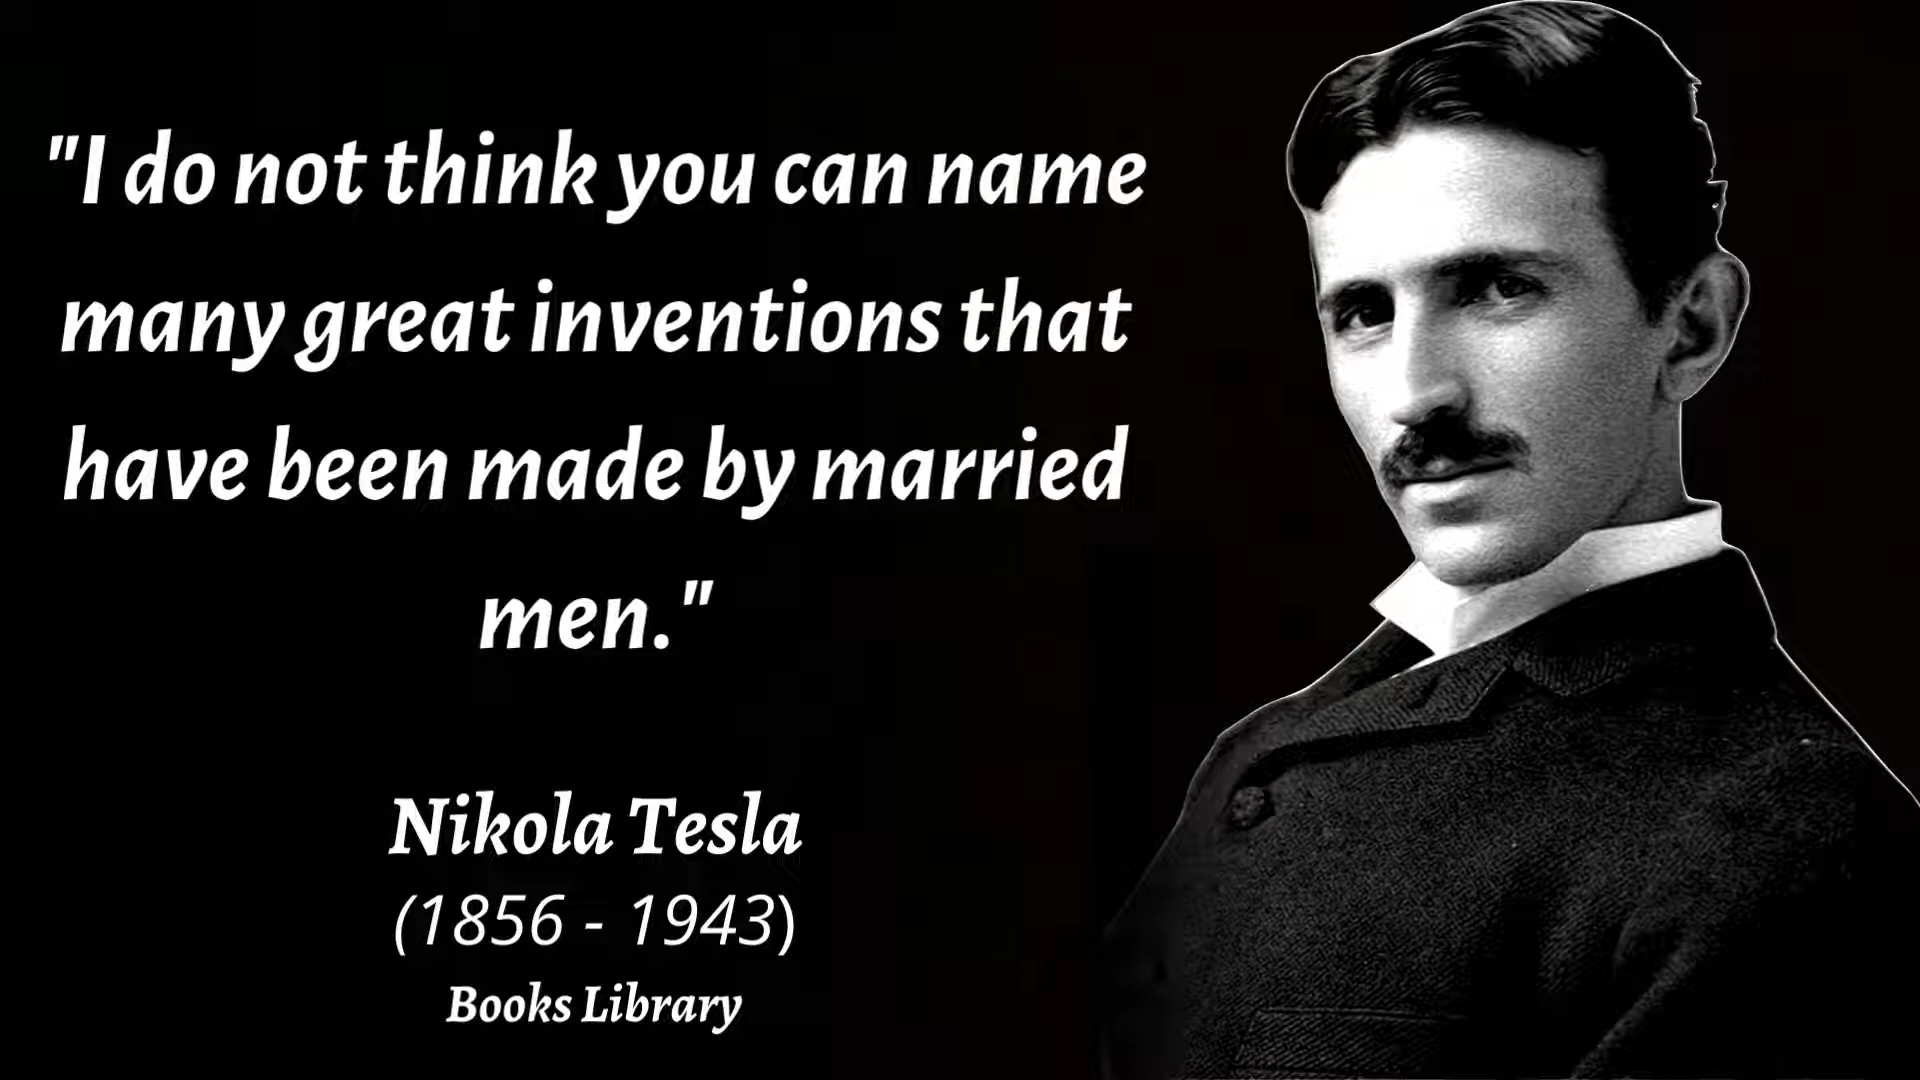 "I do not think you can name
many great inventions that
have been made by married
men."
Nikola Tesla
(1856 - 1943)
Books Library